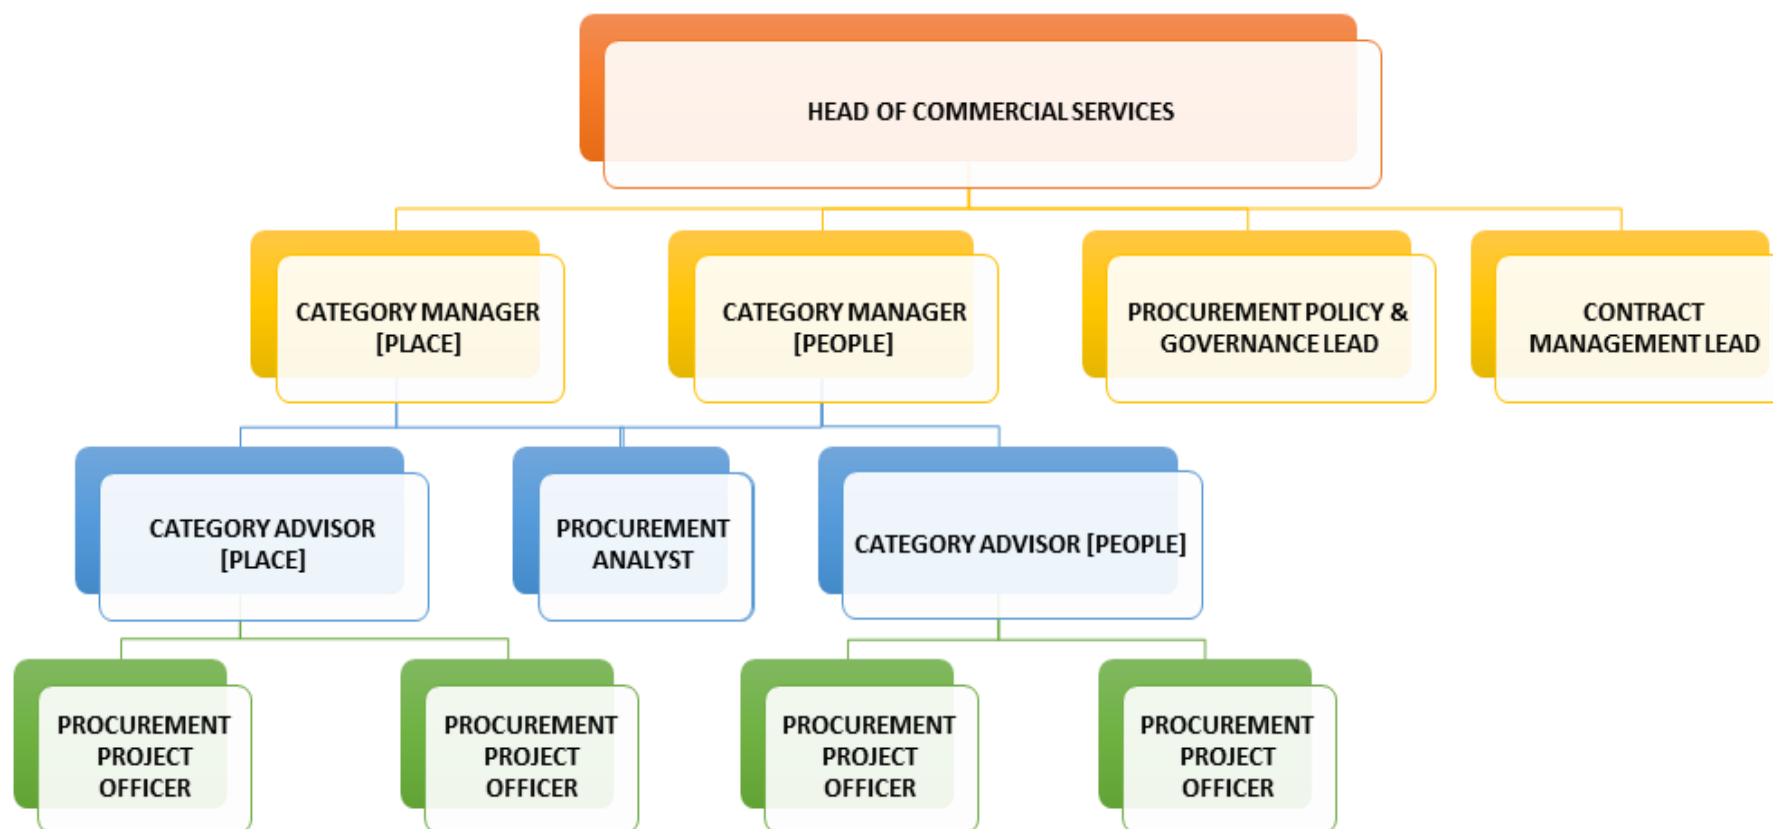 HEAD OF COMMERCIAL SERVICES
CATEGORY MANAGER
[PLACE]
CATEGORY MANAGER
[PEOPLE]
PROCUREMENT POLICY &
GOVERNANCE LEAD
CONTRACT
MANAGEMENT LEAD
CATEGORY ADVISOR
[PLACE]
PROCUREMENT
ANALYST
CATEGORY ADVISOR [PEOPLE]
PROCUREMENT
PROJECT
OFFICER
PROCUREMENT
PROJECT
OFFICER
PROCUREMENT
PROJECT
OFFICER
PROCUREMENT
PROJECT
OFFICER